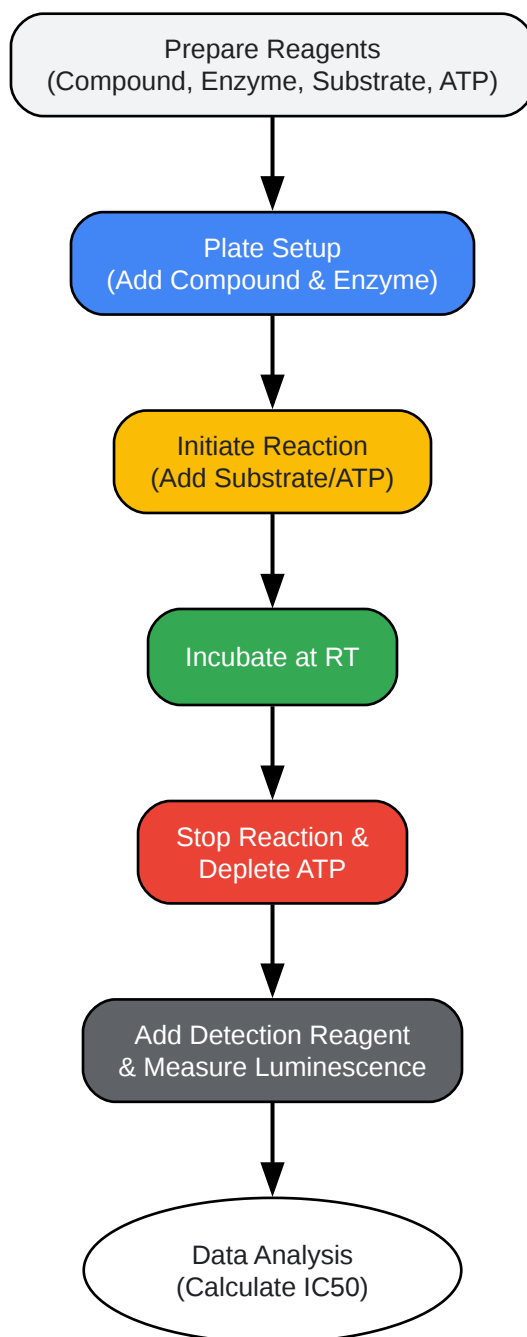 Prepare Reagents
(Compound, Enzyme, Substrate, ATP)
Plate Setup
(Add Compound & Enzyme)
Initiate Reaction
(Add Substrate/ATP)
Incubate at RT
Stop Reaction &
Deplete ATP
Add Detection Reagent
& Measure Luminescence
Data Analysis
(Calculate IC50)